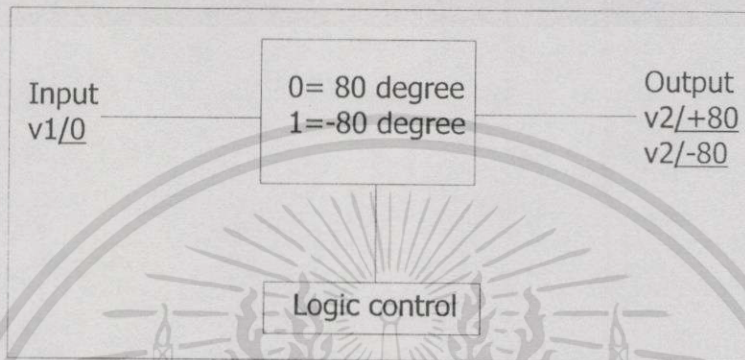 Input
v1/0
0= 80 degree
1=-80 degree
Output
v2/+80
v2/-80
Logic control